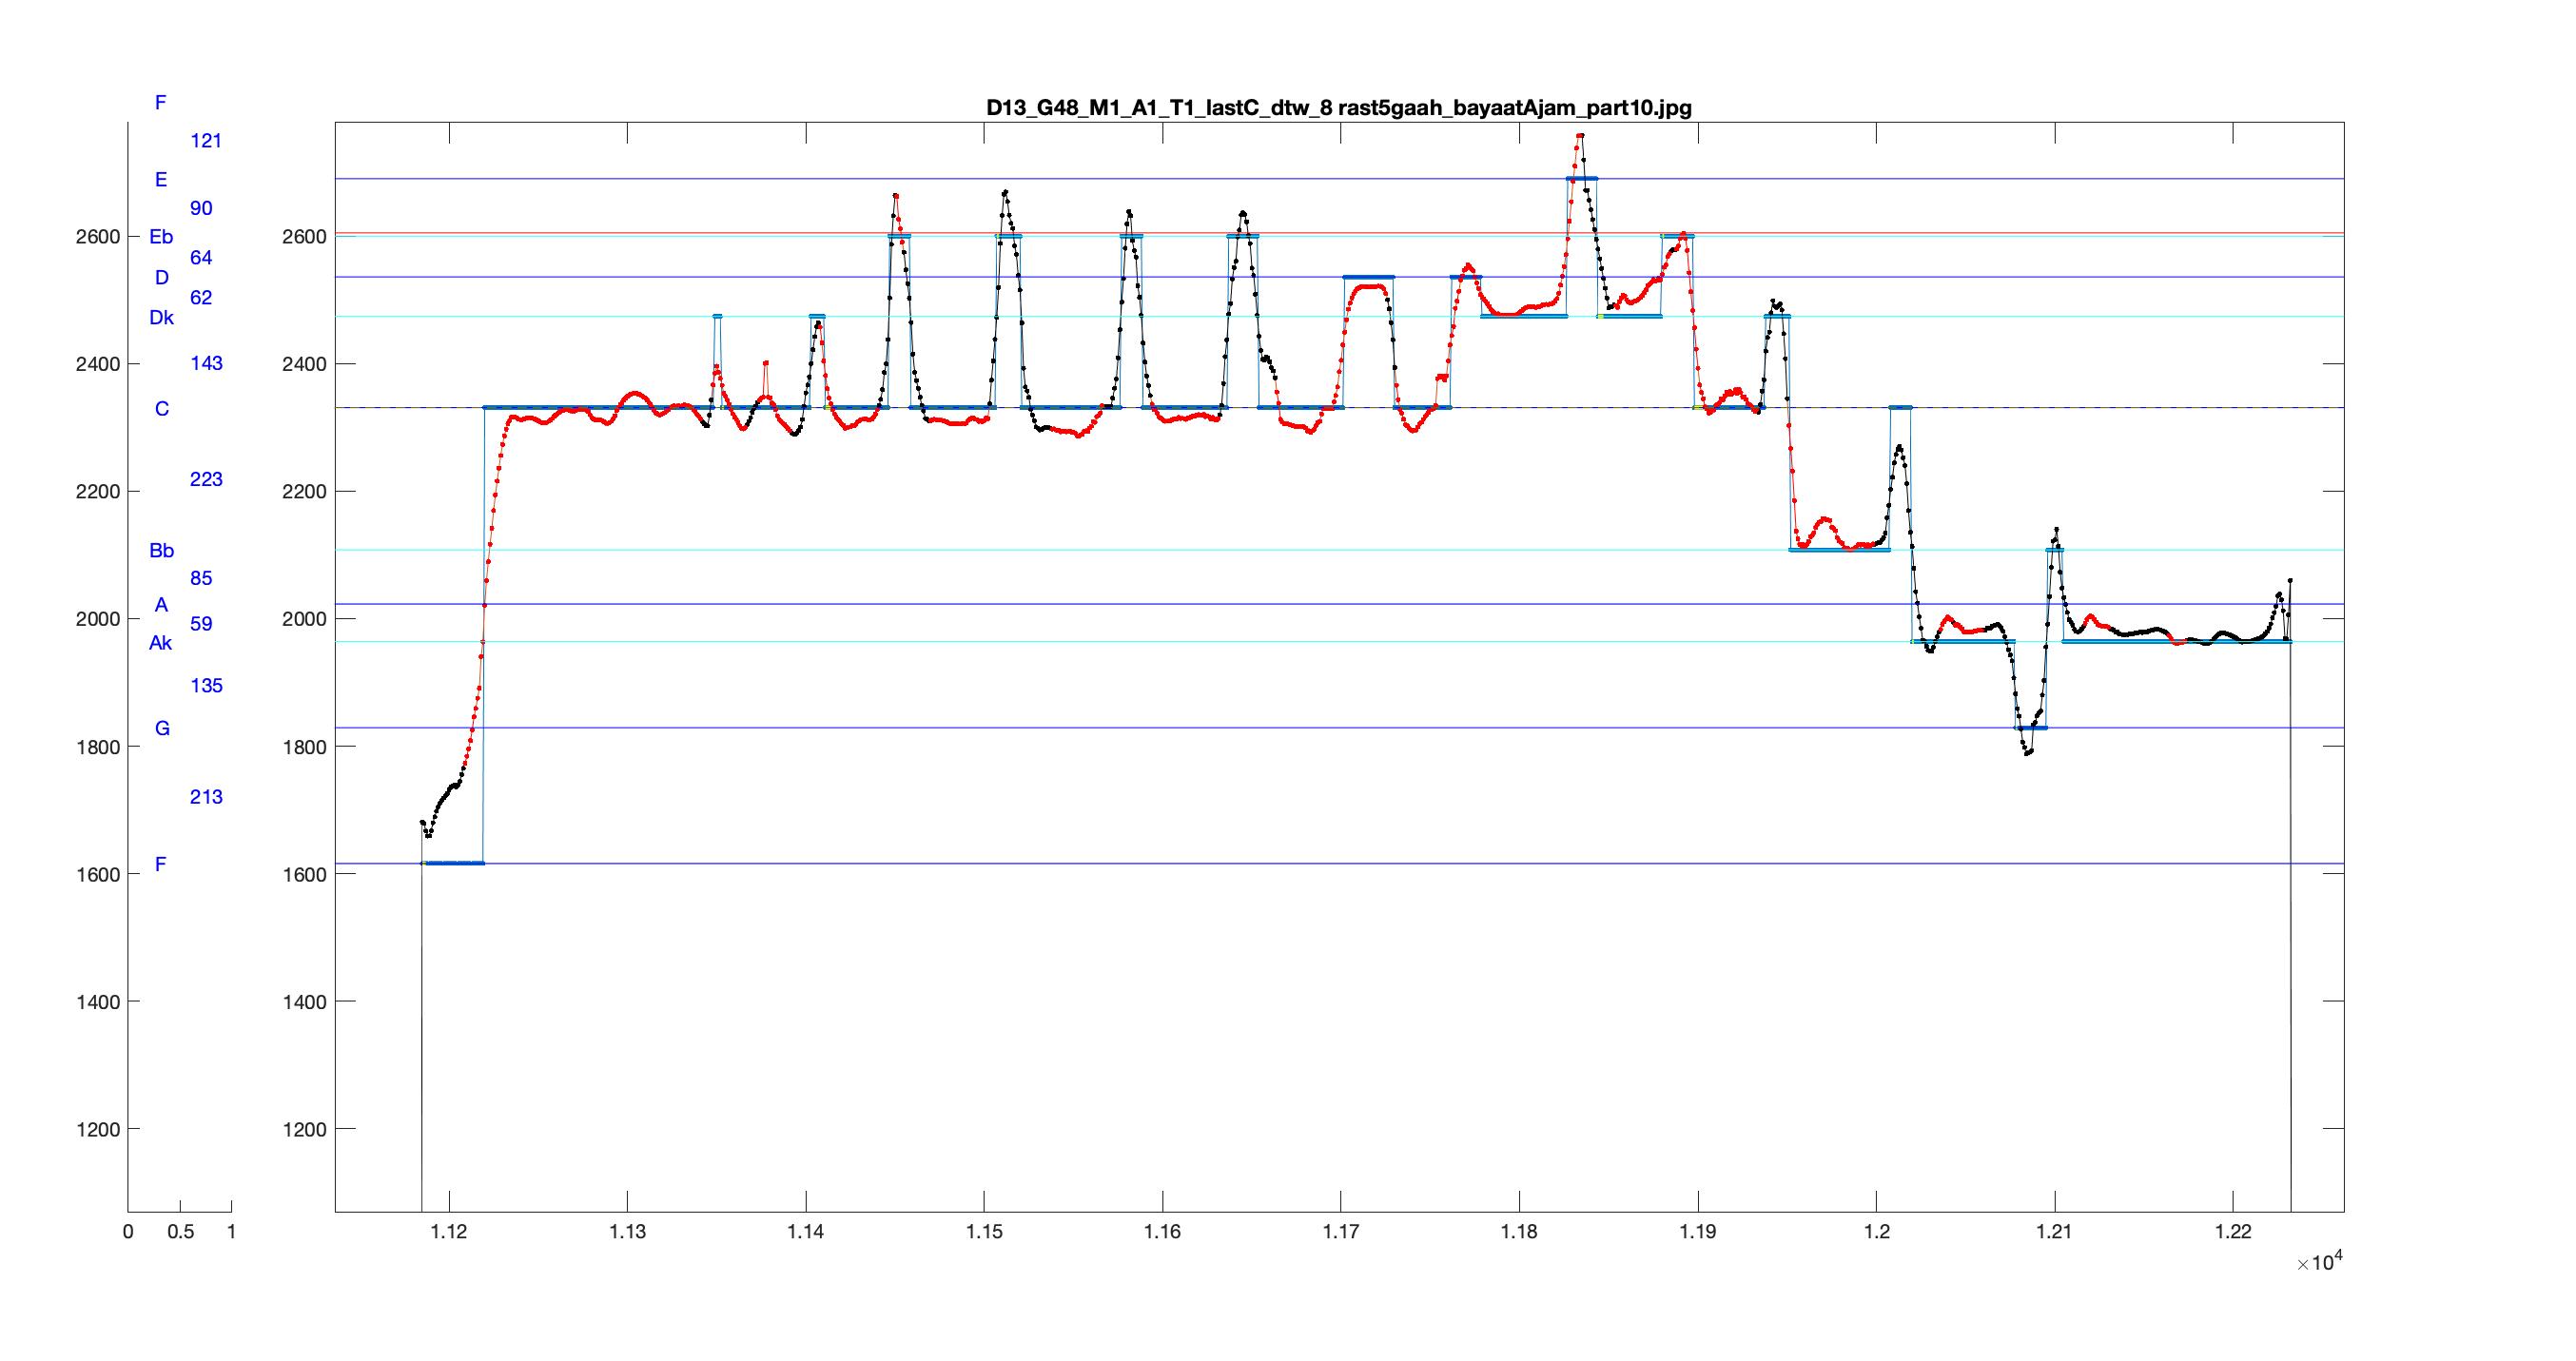 D13_G48_M1_A1_T1_lastC_dtw_8 rast5gaah_bayaatAjam_part10.jpg
F
121
E
90
2600 Eb 2600
64
D
62
Dk
2400 143 2400
C
223
2200 2200
Bb
85
A
2000 59 2000
Ak
135
G
1800 1800
213
F
1600 1600
1400 1400
1200 1200
0 0.5 1 1.12 1.13 1.14 1.15 1.16 1.17 1.18 1.19 1.2 1.21 1.22
×10⁴